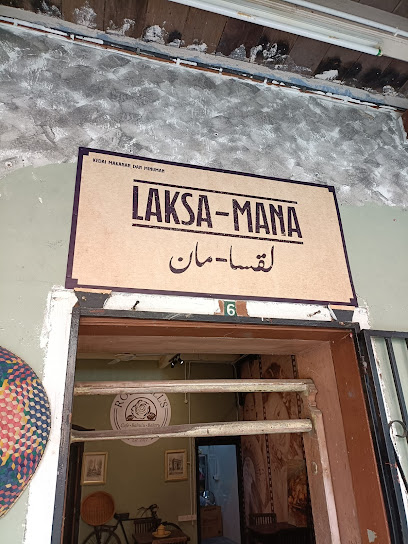 KEDAI MAKANAN DAN MINUMAN
LAKSA-MANA
لقسا-مان
6